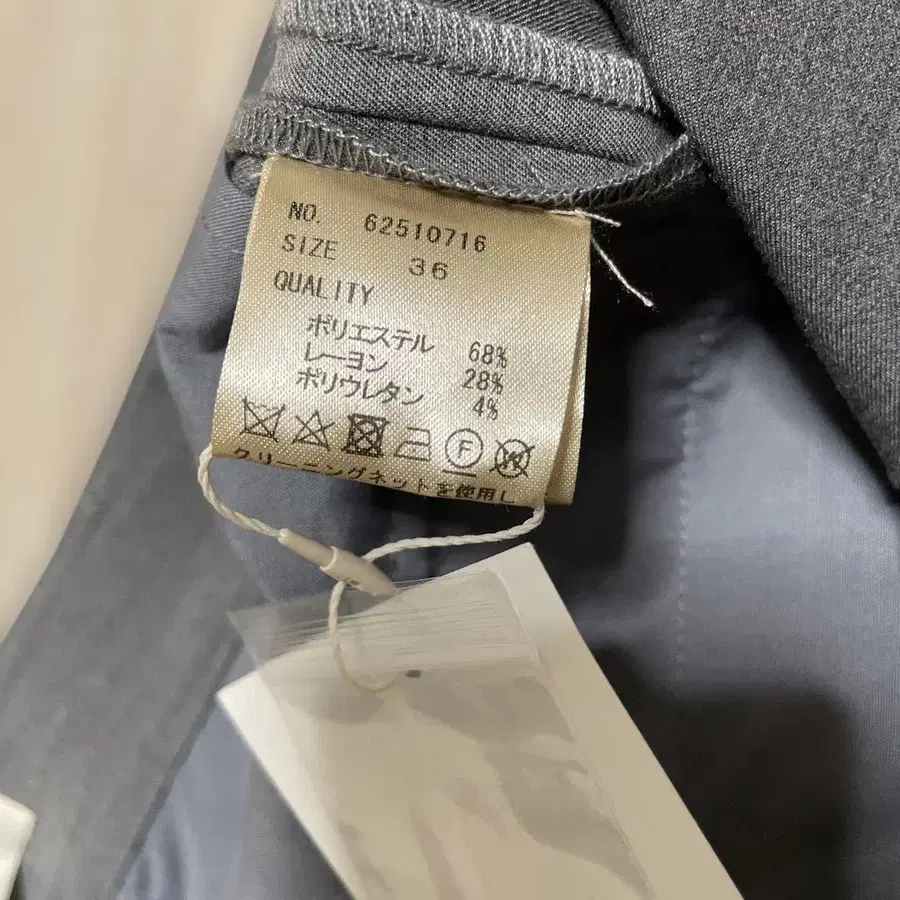 NO. 62510716
SIZE 36
QUALITY
ポリエステル 68%
レーヨン 28%
ポリウレタン 4%
F W
クリーニングネットを使用し